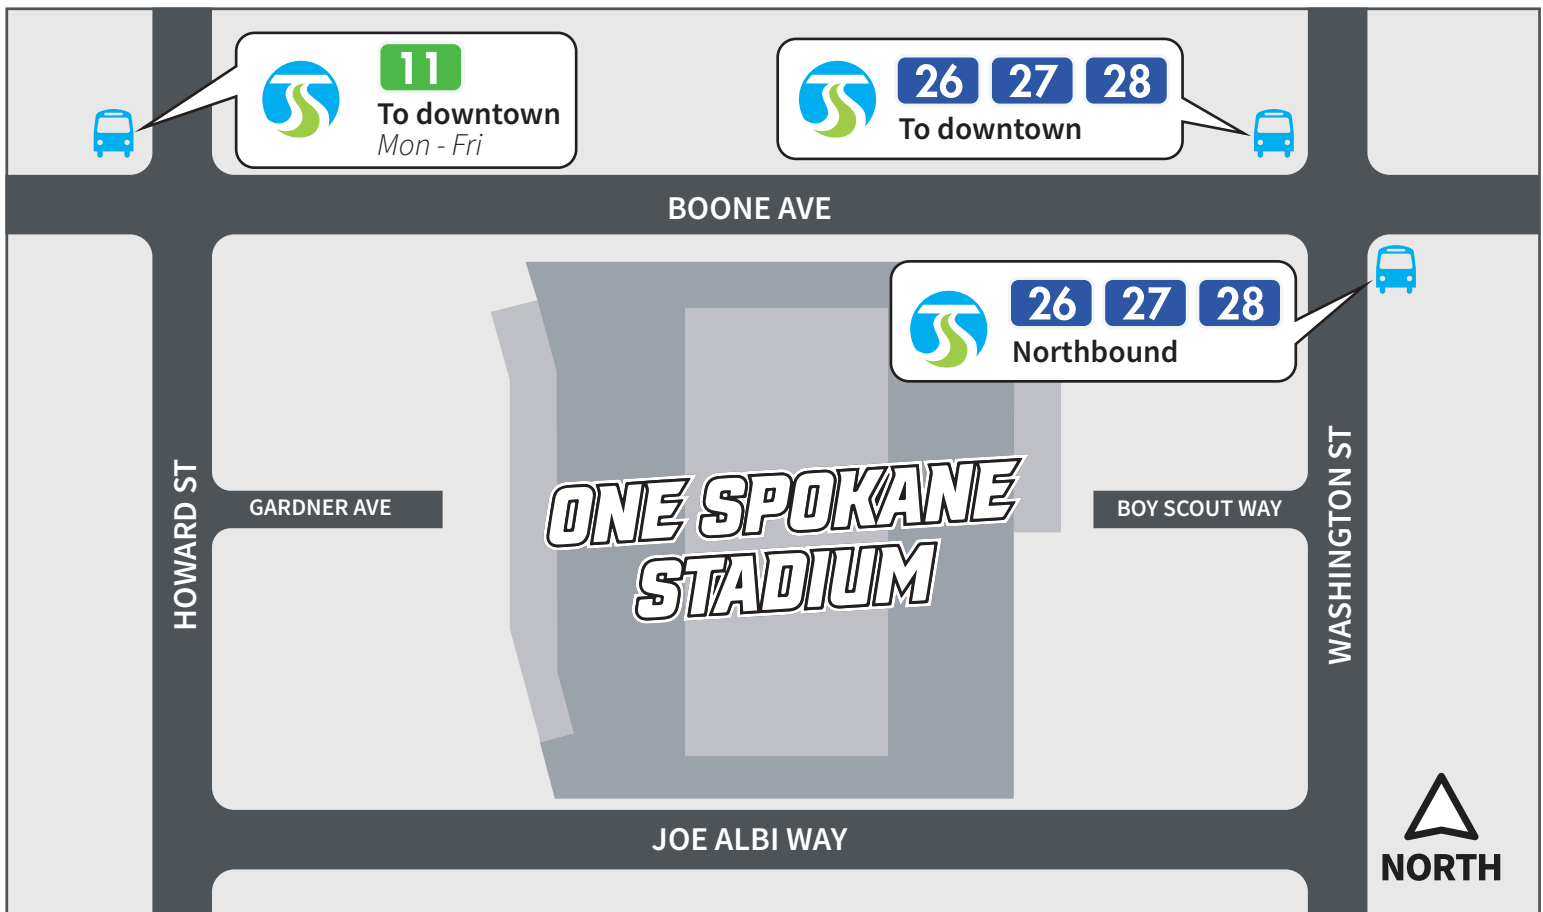 11
To downtown
Mon - Fri
26 27 28
To downtown
BOONE AVE
26 27 28
Northbound
HOWARD ST
GARDNER AVE
ONE SPOKANE
STADIUM
BOY SCOUT WAY
WASHINGTON ST
JOE ALBI WAY
NORTH